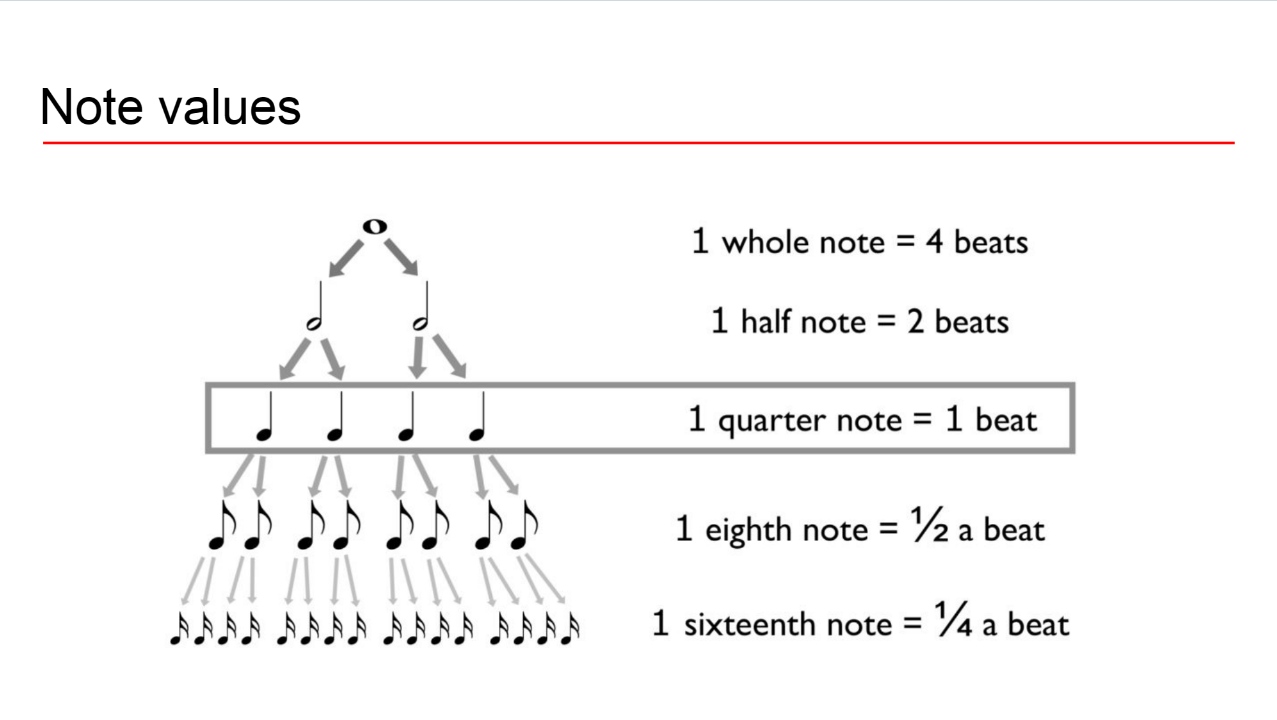 Note values
1 whole note = 4 beats
1 half note = 2 beats
1 quarter note = 1 beat
1 eighth note = ½ a beat
1 sixteenth note = ¼ a beat